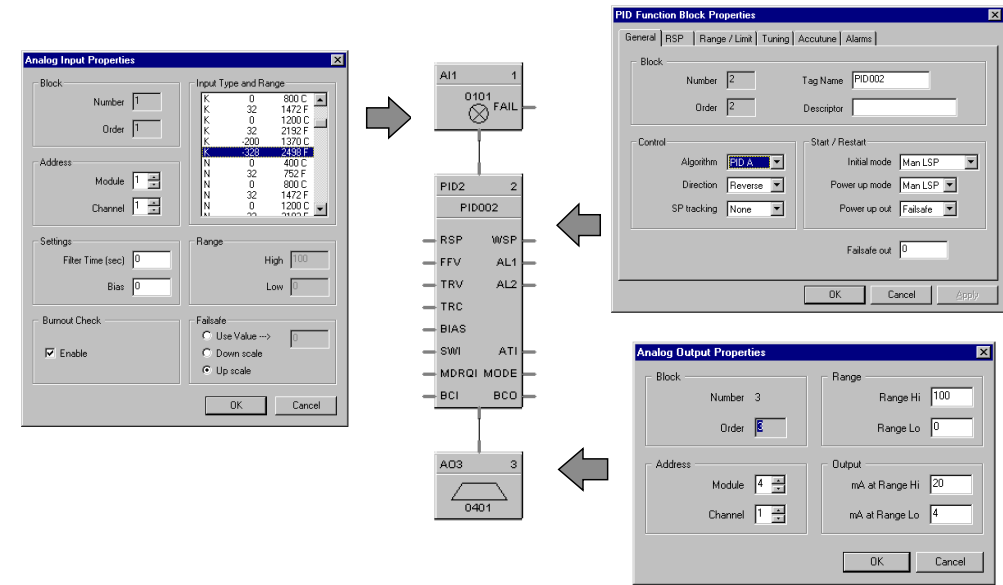 Analog Input Properties
Block
Number 1
Order 1
Address
Module 1
Channel 1
Settings
Filter Time (sec) 0
Bias 0
Burnout Check
Enable
Input Type and Range
K 0 800 C
K 32 1472 F
K 0 1200 C
K 32 2192 F
K -200 1370 C
K -328 2498 F
N 0 400 C
N 32 752 F
N 0 800 C
N 32 1472 F
N 0 1200 C
N 32 2192 F
Range
High 100
Low 0
Failsafe
Use Value ---> 0
Down scale
Up scale
OK Cancel
AI1 1
0101
FAIL
PID2 2
PID002
RSP WSP
FFV AL1
TRV AL2
TRC
BIAS
SWI ATI
MDRQI MODE
BCI BCO
AO3 3
0401
PID Function Block Properties
General RSP Range / Limit Tuning Accutune Alarms
Block
Number 2 Tag Name PID002
Order 2 Descriptor
Control
Algorithm PID A
Direction Reverse
SP tracking None
Start / Restart
Initial mode Man LSP
Power up mode Man LSP
Power up out Failsafe
Failsafe out 0
OK Cancel Apply
Analog Output Properties
Block
Number 3
Order 3
Address
Module 4
Channel 1
Range
Range Hi 100
Range Lo 0
Output
mA at Range Hi 20
mA at Range Lo 4
OK Cancel